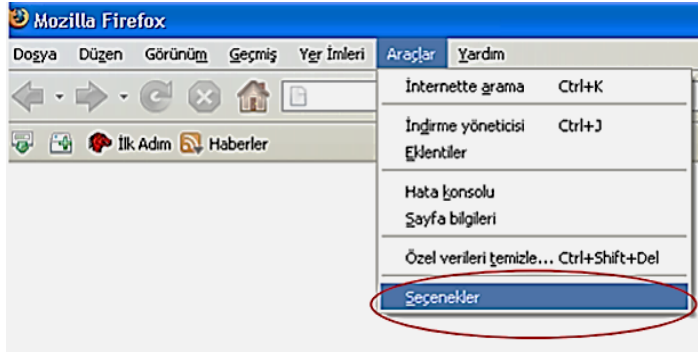 Mozilla Firefox
Dosya Düzen Görünüm Geçmiş Yer İmleri Araçlar Yardım
İlk Adım Haberler
İnternette arama Ctrl+K
İndirme yöneticisi Ctrl+J
Eklentiler
Hata konsolu
Sayfa bilgileri
Özel verileri temizle... Ctrl+Shift+Del
Seçenekler